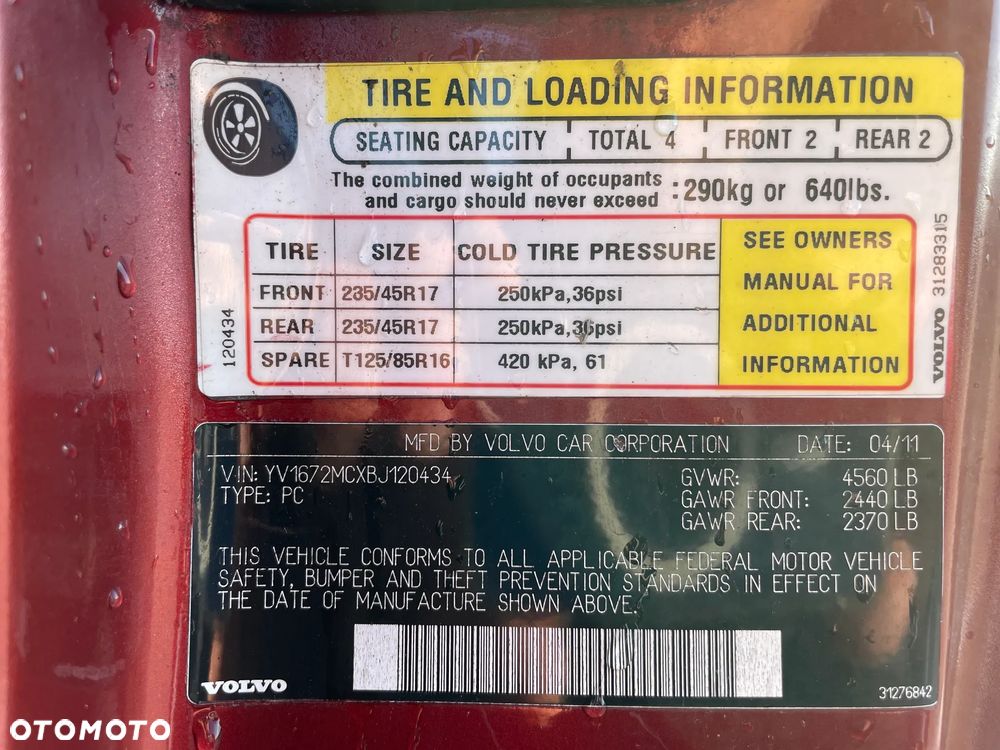 TIRE AND LOADING INFORMATION
SEATING CAPACITY TOTAL 4 FRONT 2 REAR 2
The combined weight of occupants
and cargo should never exceed :290kg or 640lbs.
TIRE SIZE COLD TIRE PRESSURE
FRONT 235/45R17 250kPa,36psi
REAR 235/45R17 250kPa,36psi
SPARE T125/85R16 420 kPa, 61
SEE OWNERS
MANUAL FOR
ADDITIONAL
INFORMATION
120434
VOLVO 31283315
MFD BY VOLVO CAR CORPORATION DATE: 04/11
VIN: YV1672MCXBJ120434
TYPE: PC
GVWR: 4560 LB
GAWR FRONT: 2440 LB
GAWR REAR: 2370 LB
THIS VEHICLE CONFORMS TO ALL APPLICABLE FEDERAL MOTOR VEHICLE
SAFETY, BUMPER AND THEFT PREVENTION STANDARDS IN EFFECT ON
THE DATE OF MANUFACTURE SHOWN ABOVE.
VOLVO
31276842
OTOMOTO